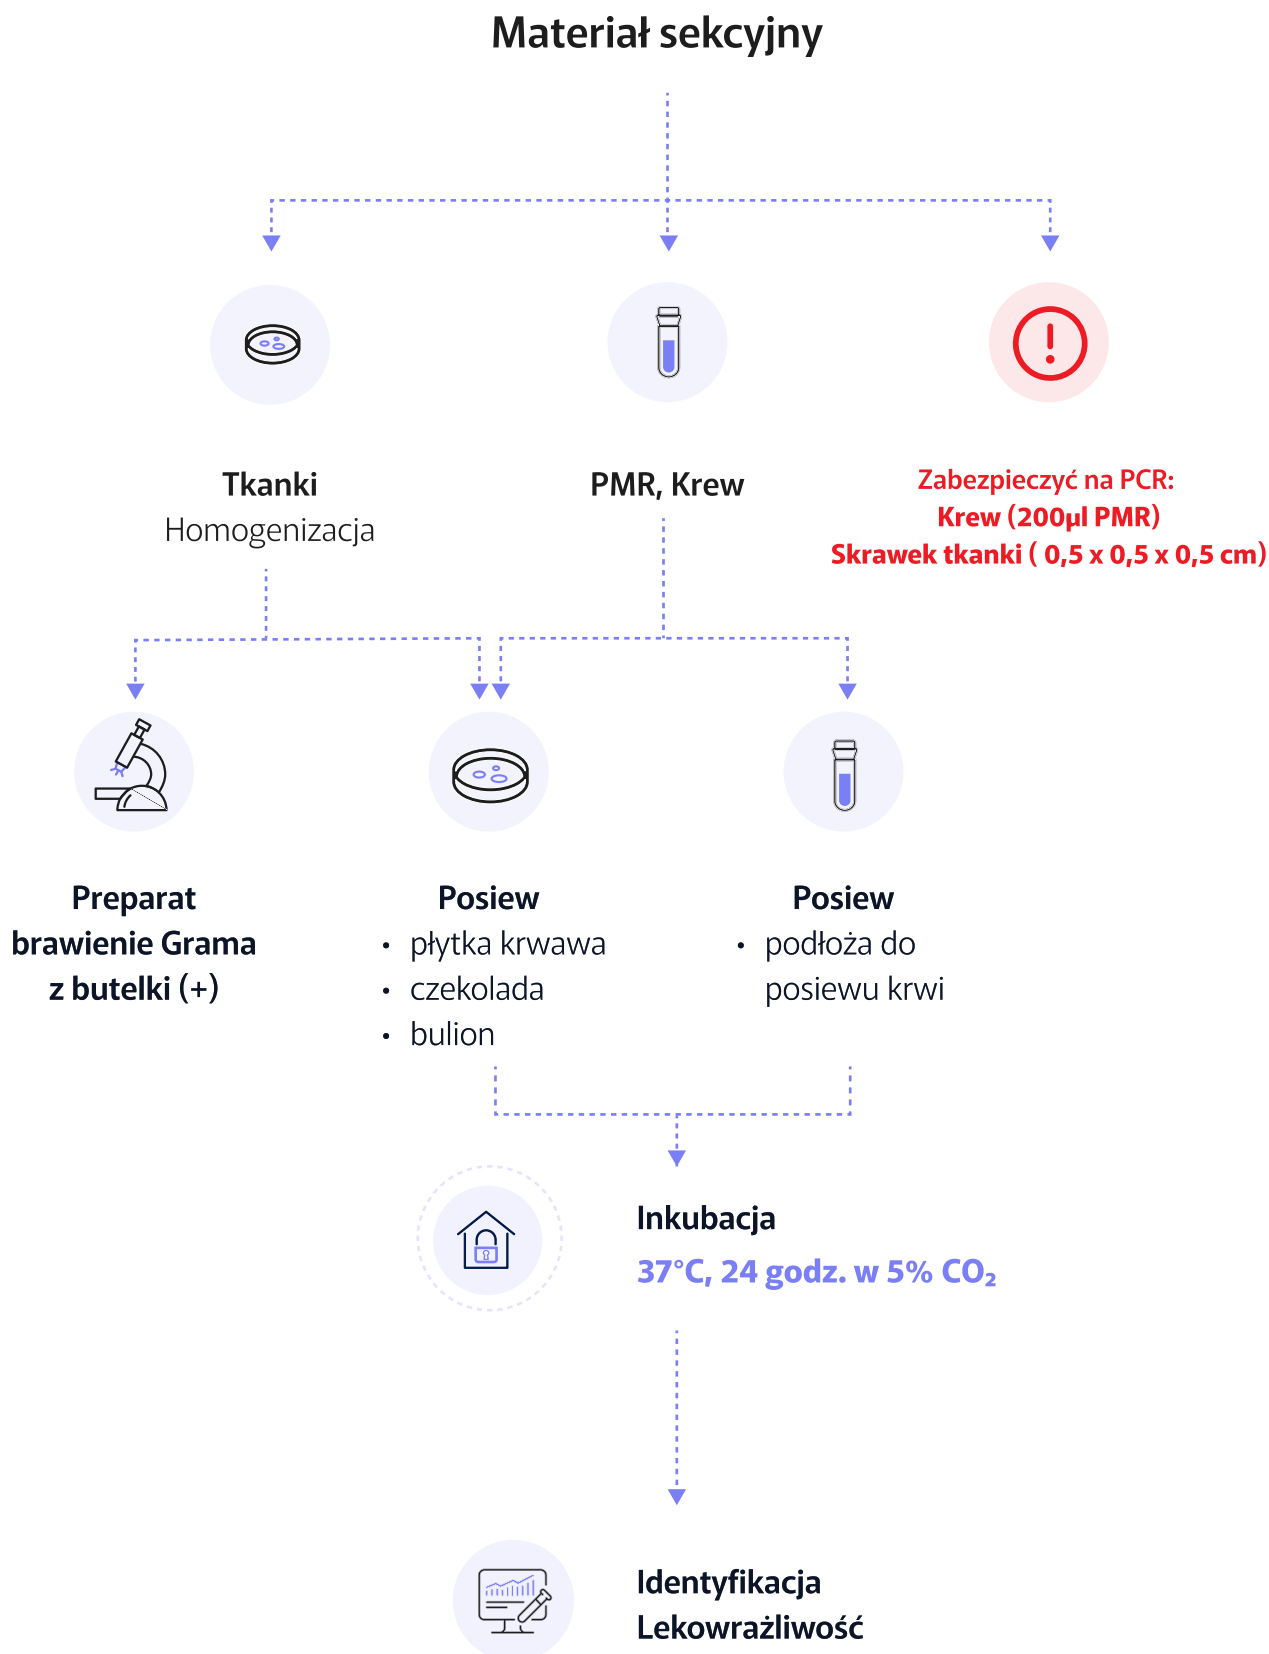 Materiał sekcyjny
Tkanki
Homogenizacja
PMR, Krew
Zabezpieczyć na PCR:
Krew (200µl PMR)
Skrawek tkanki ( 0,5 x 0,5 x 0,5 cm)
Preparat
brawienie Grama
z butelki (+)
Posiew
• płytka krwawa
• czekolada
• bulion
Posiew
• podłoża do
posiewu krwi
Inkubacja
37°C, 24 godz. w 5% CO₂
Identyfikacja
Lekowrażliwość